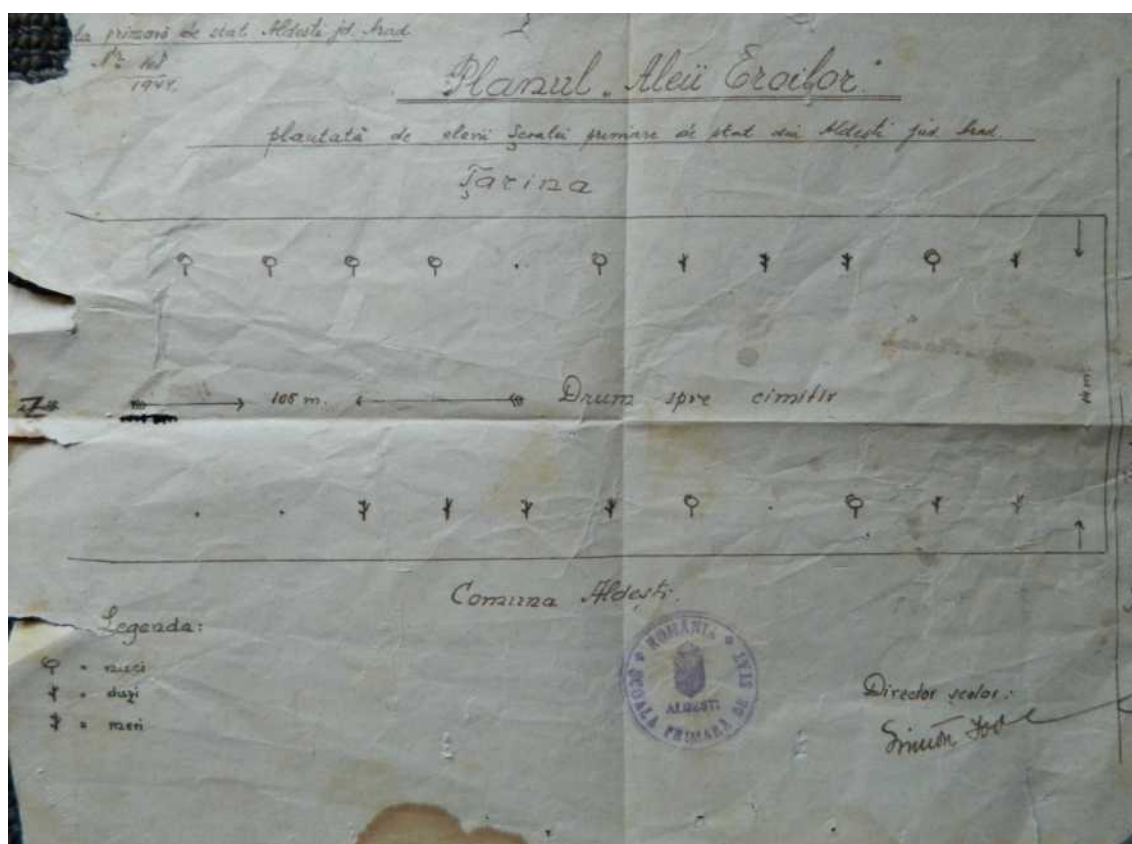 la primară de stat Aldești jd. Arad
Nr.
1944.
Planul „Aleii Eroilor"
plantată de elevii Școalei primare de stat din Aldești jud. Arad.
Țarina
105 m.
Drum spre cimitir
m.
Comuna Aldești.
Legenda:
= nuci
= duzi
= meri
ROMÂNIA
ȘCOALA PRIMARĂ DE STAT
ALDEȘTI
Director școlar: